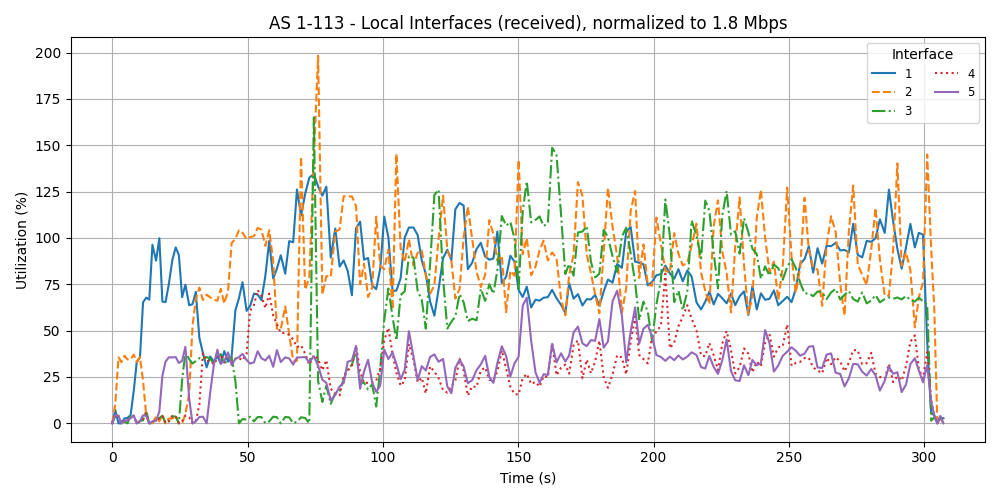 AS 1-113 - Local Interfaces (received), normalized to 1.8 Mbps
Interface
1 4
2 5
3
200
175
150
125
100
75
50
25
0
Utilization (%)
0 50 100 150 200 250 300
Time (s)